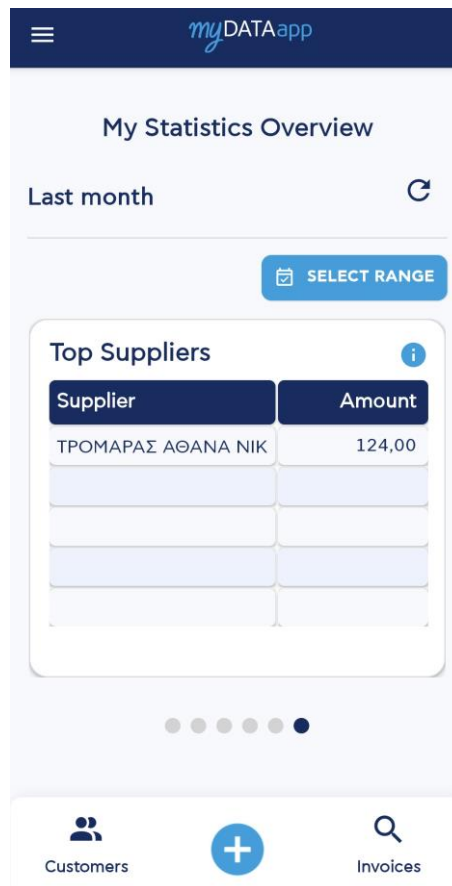 myDATAapp
My Statistics Overview
Last month
SELECT RANGE
Top Suppliers
Supplier Amount
ΤΡΟΜΑΡΑΣ ΑΘΑΝΑ ΝΙΚ 124,00
Customers Invoices